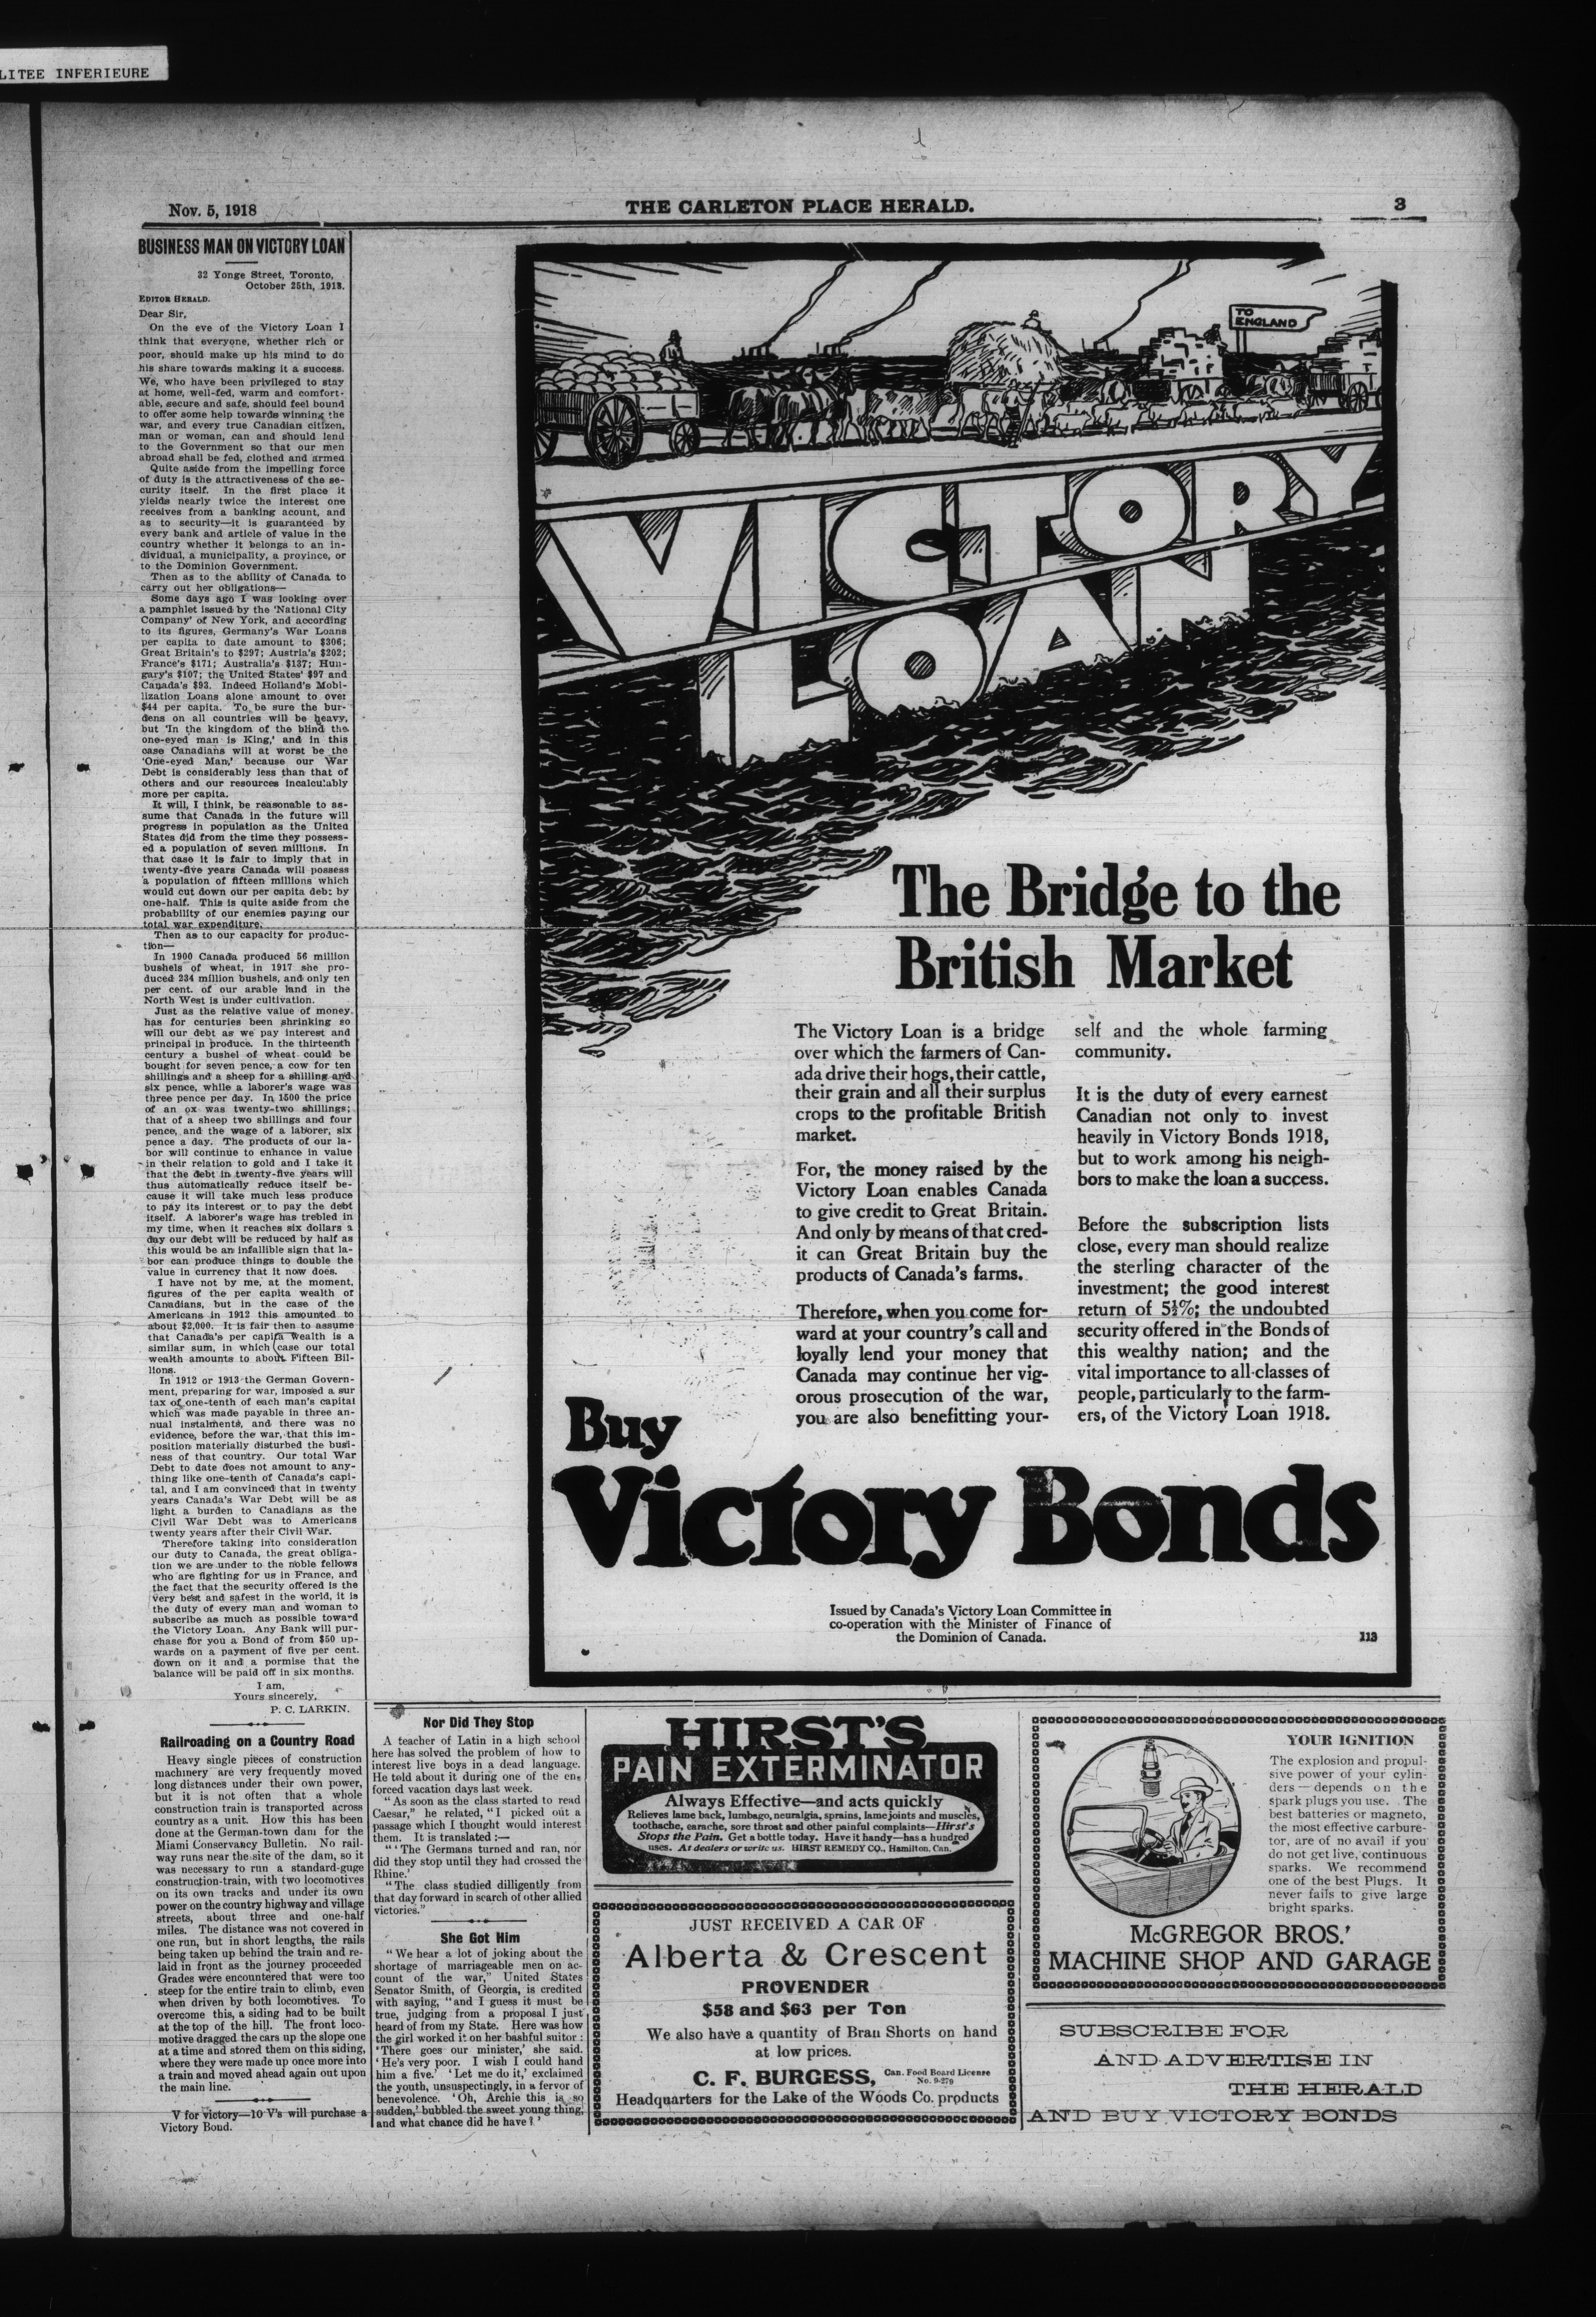 LITEE INFERIEURE
Nov. 5, 1918
THE CARLETON PLACE HERALD.
3
BUSINESS MAN ON VICTORY LOAN
32 Yonge Street, Toronto,
October 25th, 1918.
EDITOR HERALD.
Dear Sir,
On the eve of the Victory Loan I
think that everyone, whether rich or
poor, should make up his mind to do
his share towards making it a success.
We, who have been privileged to stay
at home, well-fed, warm and comfort-
able, secure and safe, should feel bound
to offer some help towards winning the
war, and every true Canadian citizen,
man or woman, can and should lend
to the Government so that our men
abroad shall be fed, clothed and armed
Quite aside from the impelling force
of duty is the attractiveness of the se-
curity itself. In the first place it
yields nearly twice the interest one
receives from a banking acount, and
as to security—it is guaranteed by
every bank and article of value in the
country whether it belongs to an in-
dividual, a municipality, a province, or
to the Dominion Government.
Then as to the ability of Canada to
carry out her obligations—
Some days ago I was looking over
a pamphlet issued by the 'National City
Company' of New York, and according
to its figures, Germany's War Loans
per capita to date amount to $306;
Great Britain's to $297; Austria's $202;
France's $171; Australia's $137; Hun-
gary's $107; the United States' $97 and
Canada's $93. Indeed Holland's Mobi-
lization Loans alone amount to over
$44 per capita. To be sure the bur-
dens on all countries will be heavy,
but 'In the kingdom of the blind the
one-eyed man is King,' and in this
case Canadians will at worst be the
'One-eyed Man,' because our War
Debt is considerably less than that of
others and our resources incalculably
more per capita.
It will, I think, be reasonable to as-
sume that Canada in the future will
progress in population as the United
States did from the time they possess-
ed a population of seven millions. In
that case it is fair to imply that in
twenty-five years Canada will possess
a population of fifteen millions which
would cut down our per capita debt by
one-half. This is quite aside from the
probability of our enemies paying our
total war expenditure.
Then as to our capacity for produc-
tion—
In 1900 Canada produced 56 million
bushels of wheat, in 1917 she pro-
duced 234 million bushels, and only ten
per cent. of our arable land in the
North West is under cultivation.
Just as the relative value of money
has for centuries been shrinking so
will our debt as we pay interest and
principal in produce. In the thirteenth
century a bushel of wheat could be
bought for seven pence, a cow for ten
shillings and a sheep for a shilling and
six pence, while a laborer's wage was
three pence per day. In 1500 the price
of an ox was twenty-two shillings;
that of a sheep two shillings and four
pence, and the wage of a laborer, six
pence a day. The products of our la-
bor will continue to enhance in value
in their relation to gold and I take it
that the debt in twenty-five years will
thus automatically reduce itself be-
cause it will take much less produce
to pay its interest or to pay the debt
itself. A laborer's wage has trebled in
my time, when it reaches six dollars a
day our debt will be reduced by half as
this would be an infallible sign that la-
bor can produce things to double the
value in currency that it now does.
I have not by me, at the moment,
figures of the per capita wealth of
Canadians, but in the case of the
Americans in 1912 this amounted to
about $2,000. It is fair then to assume
that Canada's per capita wealth is a
similar sum, in which case our total
wealth amounts to about Fifteen Bil-
lions.
In 1912 or 1913 the German Govern-
ment, preparing for war, imposed a sur
tax of one-tenth of each man's capital
which was made payable in three an-
nual instalments, and there was no
evidence, before the war, that this im-
position materially disturbed the busi-
ness of that country. Our total War
Debt to date does not amount to any-
thing like one-tenth of Canada's capi-
tal, and I am convinced that in twenty
years Canada's War Debt will be as
light a burden to Canadians as the
Civil War Debt was to Americans
twenty years after their Civil War.
Therefore taking into consideration
our duty to Canada, the great obliga-
tion we are under to the noble fellows
who are fighting for us in France, and
the fact that the security offered is the
very best and safest in the world, it is
the duty of every man and woman to
subscribe as much as possible toward
the Victory Loan. Any Bank will pur-
chase for you a Bond of from $50 up-
wards on a payment of five per cent.
down on it and a pormise that the
balance will be paid off in six months.
I am,
Yours sincerely,
P. C. LARKIN.
Railroading on a Country Road
Heavy single pieces of construction
machinery are very frequently moved
long distances under their own power,
but it is not often that a whole
construction train is transported across
country as a unit. How this has been
done at the German-town dam for the
Miami Conservancy Bulletin. No rail-
way runs near the site of the dam, so it
was necessary to run a standard-guge
construction-train, with two locomotives
on its own tracks and under its own
power on the country highway and village
streets, about three and one-half
miles. The distance was not covered in
one run, but in short lengths, the rails
being taken up behind the train and re-
laid in front as the journey proceeded
Grades were encountered that were too
steep for the entire train to climb, even
when driven by both locomotives. To
overcome this, a siding had to be built
at the top of the hill. The front loco-
motive dragged the cars up the slope one
at a time and stored them on this siding,
where they were made up once more into
a train and moved ahead again out upon
the main line.
V for victory—10 V's will purchase a
Victory Bond.
Nor Did They Stop
A teacher of Latin in a high school
here has solved the problem of how to
interest live boys in a dead language.
He told about it during one of the en-
forced vacation days last week.
"As soon as the class started to read
Caesar," he related, "I picked out a
passage which I thought would interest
them. It is translated :—
"'The Germans turned and ran, nor
did they stop until they had crossed the
Rhine.'
"The class studied dilligently from
that day forward in search of other allied
victories."
She Got Him
"We hear a lot of joking about the
shortage of marriageable men on ac-
count of the war," United States
Senator Smith, of Georgia, is credited
with saying, "and I guess it must be
true, judging from a proposal I just
heard of from my State. Here was how
the girl worked it on her bashful suitor :
'There goes our minister,' she said.
'He's very poor. I wish I could hand
him a five.' 'Let me do it,' exclaimed
the youth, unsuspectingly, in a fervor of
benevolence. 'Oh, Archie this is so
sudden,' bubbled the sweet young thing,
and what chance did he have?'
TO
ENGLAND
VICTORY
LOAN
The Bridge to the
British Market
The Victory Loan is a bridge
over which the farmers of Can-
ada drive their hogs, their cattle,
their grain and all their surplus
crops to the profitable British
market.
For, the money raised by the
Victory Loan enables Canada
to give credit to Great Britain.
And only by means of that cred-
it can Great Britain buy the
products of Canada's farms.
Therefore, when you come for-
ward at your country's call and
loyally lend your money that
Canada may continue her vig-
orous prosecution of the war,
you are also benefitting your-
self and the whole farming
community.
It is the duty of every earnest
Canadian not only to invest
heavily in Victory Bonds 1918,
but to work among his neigh-
bors to make the loan a success.
Before the subscription lists
close, every man should realize
the sterling character of the
investment; the good interest
return of 5½%; the undoubted
security offered in the Bonds of
this wealthy nation; and the
vital importance to all classes of
people, particularly to the farm-
ers, of the Victory Loan 1918.
Buy
Victory Bonds
Issued by Canada's Victory Loan Committee in
co-operation with the Minister of Finance of
the Dominion of Canada.
113
HIRST'S
PAIN EXTERMINATOR
Always Effective—and acts quickly
Relieves lame back, lumbago, neuralgia, sprains, lame joints and muscles,
toothache, earache, sore throat and other painful complaints—Hirst's
Stops the Pain. Get a bottle today. Have it handy—has a hundred
uses. At dealers or write us. HIRST REMEDY CO., Hamilton, Can.
JUST RECEIVED A CAR OF
Alberta & Crescent
PROVENDER
$58 and $63 per Ton
We also have a quantity of Bran Shorts on hand
at low prices.
C. F. BURGESS, Can. Food Board License
No. 9-279
Headquarters for the Lake of the Woods Co. products
YOUR IGNITION
The explosion and propul-
sive power of your cylin-
ders—depends on the
spark plugs you use. The
best batteries or magneto,
the most effective carbure-
tor, are of no avail if you
do not get live, continuous
sparks. We recommend
one of the best Plugs. It
never fails to give large
bright sparks.
McGREGOR BROS.'
MACHINE SHOP AND GARAGE
SUBSCRIBE FOR
AND ADVERTISE IN
THE HERALD
AND BUY VICTORY BONDS